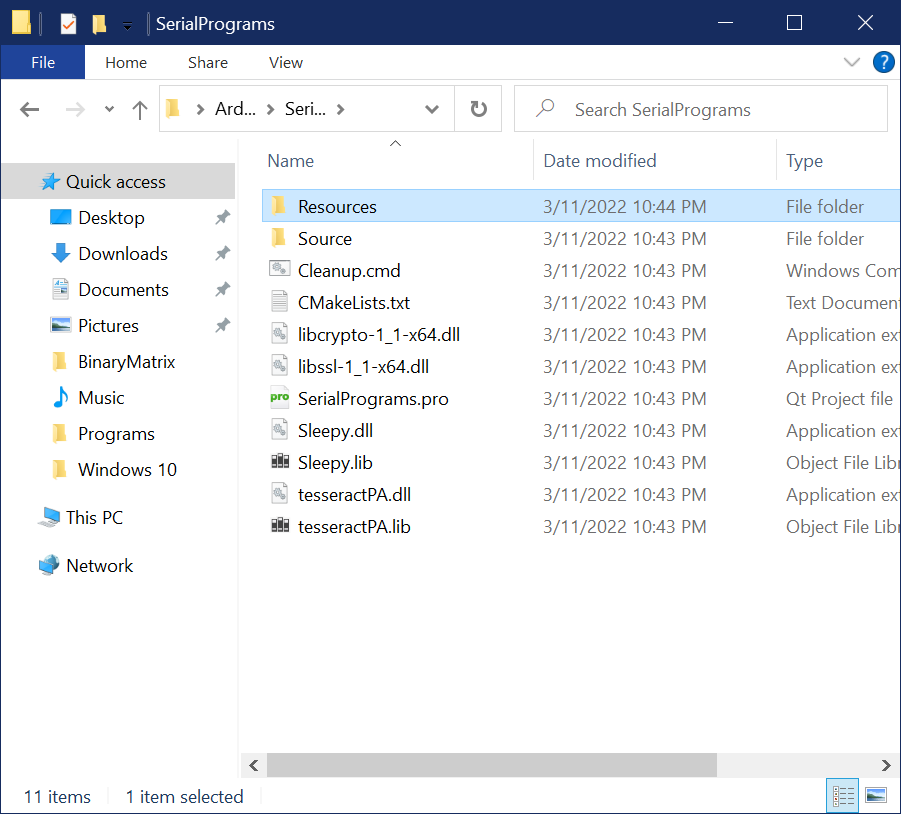 SerialPrograms
File Home Share View ?
Ard... Seri... Search SerialPrograms
Name Date modified Type
Quick access
Desktop
Downloads
Documents
Pictures
BinaryMatrix
Music
Programs
Windows 10
This PC
Network
Resources 3/11/2022 10:44 PM File folder
Source 3/11/2022 10:43 PM File folder
Cleanup.cmd 3/11/2022 10:43 PM Windows Com
CMakeLists.txt 3/11/2022 10:43 PM Text Document
libcrypto-1_1-x64.dll 3/11/2022 10:43 PM Application ext
libssl-1_1-x64.dll 3/11/2022 10:43 PM Application ext
pro SerialPrograms.pro 3/11/2022 10:43 PM Qt Project file
Sleepy.dll 3/11/2022 10:43 PM Application ext
Sleepy.lib 3/11/2022 10:43 PM Object File Libr
tesseractPA.dll 3/11/2022 10:43 PM Application ext
tesseractPA.lib 3/11/2022 10:43 PM Object File Libr
11 items 1 item selected